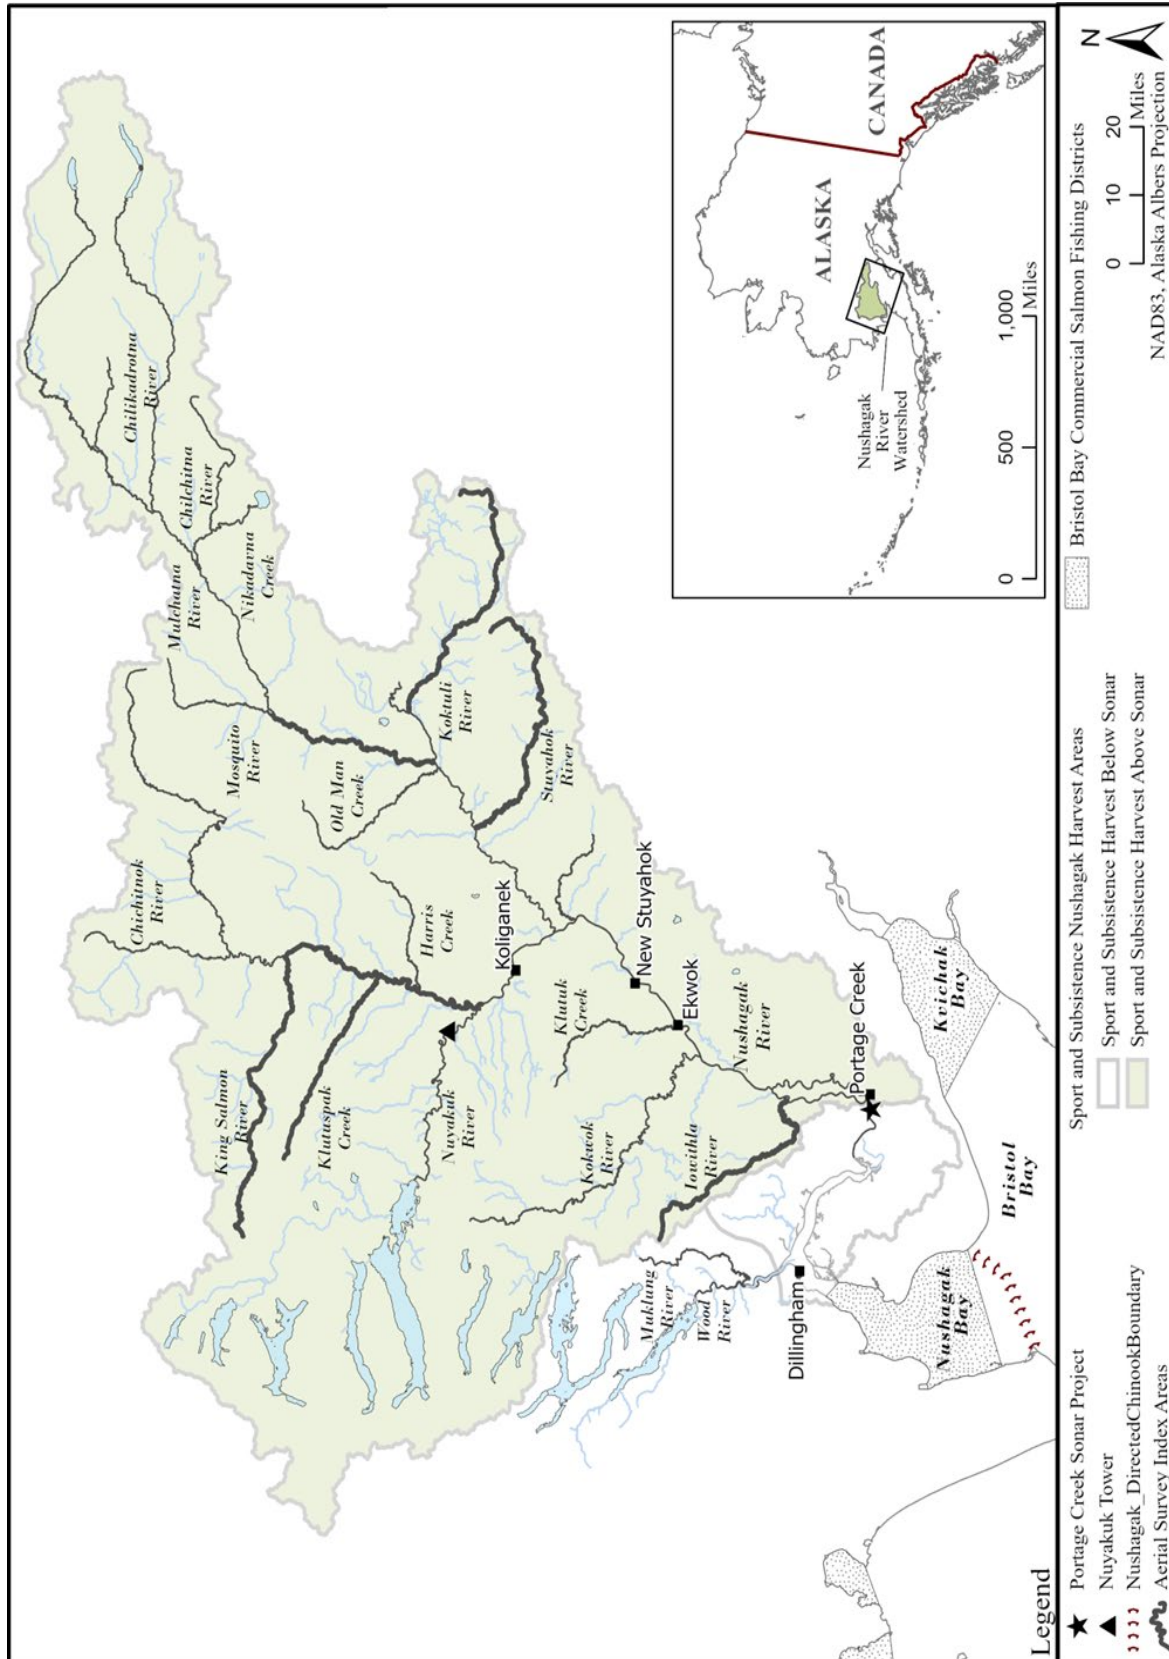 Chilikadrotna
River
Chilchitna
River
Mulchatna
River
Nikadavna
Creek
Chichitnok
River
Mosquito
River
Old Man
Creek
Koktuli
River
Stuyahok
River
Harris
Creek
Koliganek
King Salmon
River
Klutuspak
Creek
Nuyakuk
River
Klutuk
Creek
New Stuyahok
Ekwok
Kokwok
River
Nushagak
River
Iowithla
River
Portage Creek
Muklung
River
Wood
River
Dillingham
Kvichak
Bay
Bristol
Bay
Nushagak
Bay
ALASKA
CANADA
Nushagak
River
Watershed
0 500 1,000
Miles
Legend
Portage Creek Sonar Project
Nuyakuk Tower
Nushagak_DirectedChinookBoundary
Aerial Survey Index Areas
Sport and Subsistence Nushagak Harvest Areas
Sport and Subsistence Harvest Below Sonar
Sport and Subsistence Harvest Above Sonar
Bristol Bay Commercial Salmon Fishing Districts
0 10 20
Miles
N
NAD83, Alaska Albers Projection